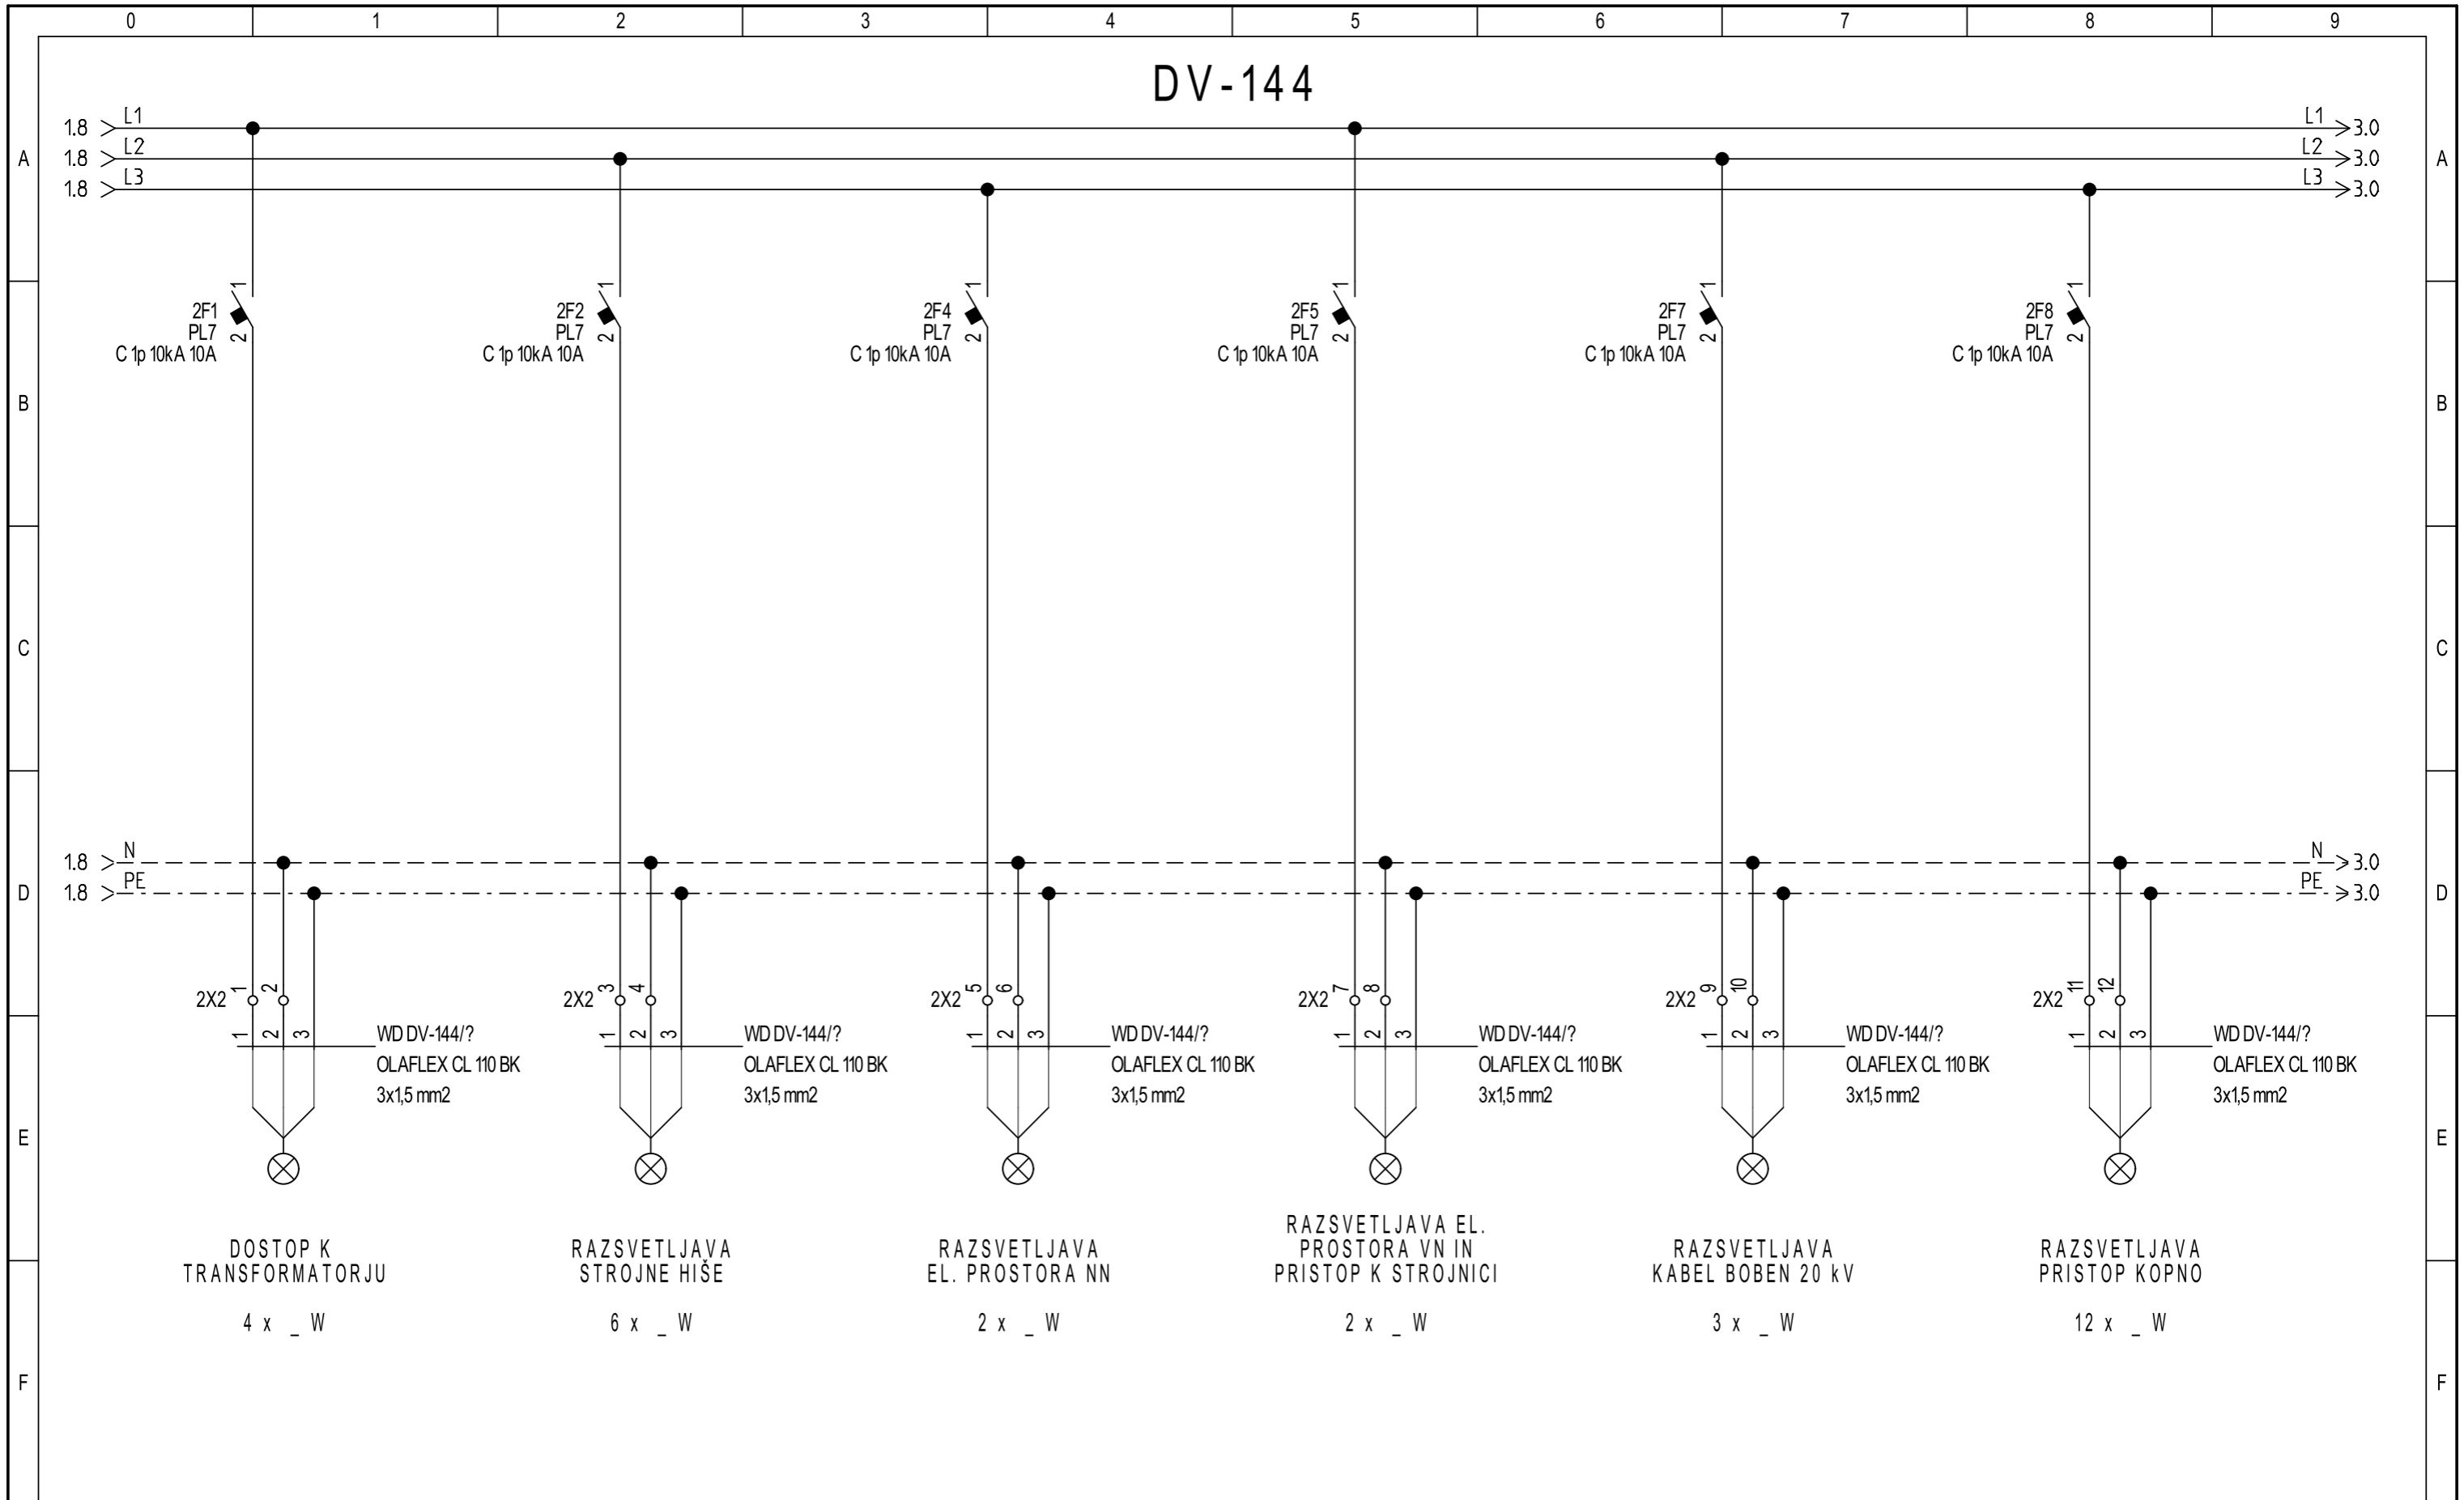 0 1 2 3 4 5 6 7 8 9
DV-144
1.8 L1 L1 3.0
A 1.8 L2 L2 3.0 A
1.8 L3 L3 3.0
1 1 1 1 1 1
2F1 2F2 2F4 2F5 2F7 2F8
PL7 PL7 PL7 PL7 PL7 PL7
2 2 2 2 2 2
C 1p 10kA 10A C 1p 10kA 10A C 1p 10kA 10A C 1p 10kA 10A C 1p 10kA 10A C 1p 10kA 10A
B B
C C
1.8 N N 3.0
D 1.8 PE PE 3.0 D
2X2 1 2 2X2 3 4 2X2 5 6 2X2 7 8 2X2 9 10 2X2 11 12
1 2 3 WD DV-144/? 1 2 3 WD DV-144/? 1 2 3 WD DV-144/? 1 2 3 WD DV-144/? 1 2 3 WD DV-144/? 1 2 3 WD DV-144/?
OLAFLEX CL 110 BK OLAFLEX CL 110 BK OLAFLEX CL 110 BK OLAFLEX CL 110 BK OLAFLEX CL 110 BK OLAFLEX CL 110 BK
3x1,5 mm2 3x1,5 mm2 3x1,5 mm2 3x1,5 mm2 3x1,5 mm2 3x1,5 mm2
E E
DOSTOP K
TRANSFORMATORJU
4 x _ W
RAZSVETLJAVA
STROJNE HIŠE
6 x _ W
RAZSVETLJAVA
EL. PROSTORA NN
2 x _ W
RAZSVETLJAVA EL.
PROSTORA VN IN
PRISTOP K STROJNICI
2 x _ W
RAZSVETLJAVA
KABEL BOBEN 20 kV
3 x _ W
RAZSVETLJAVA
PRISTOP KOPNO
12 x _ W
F F